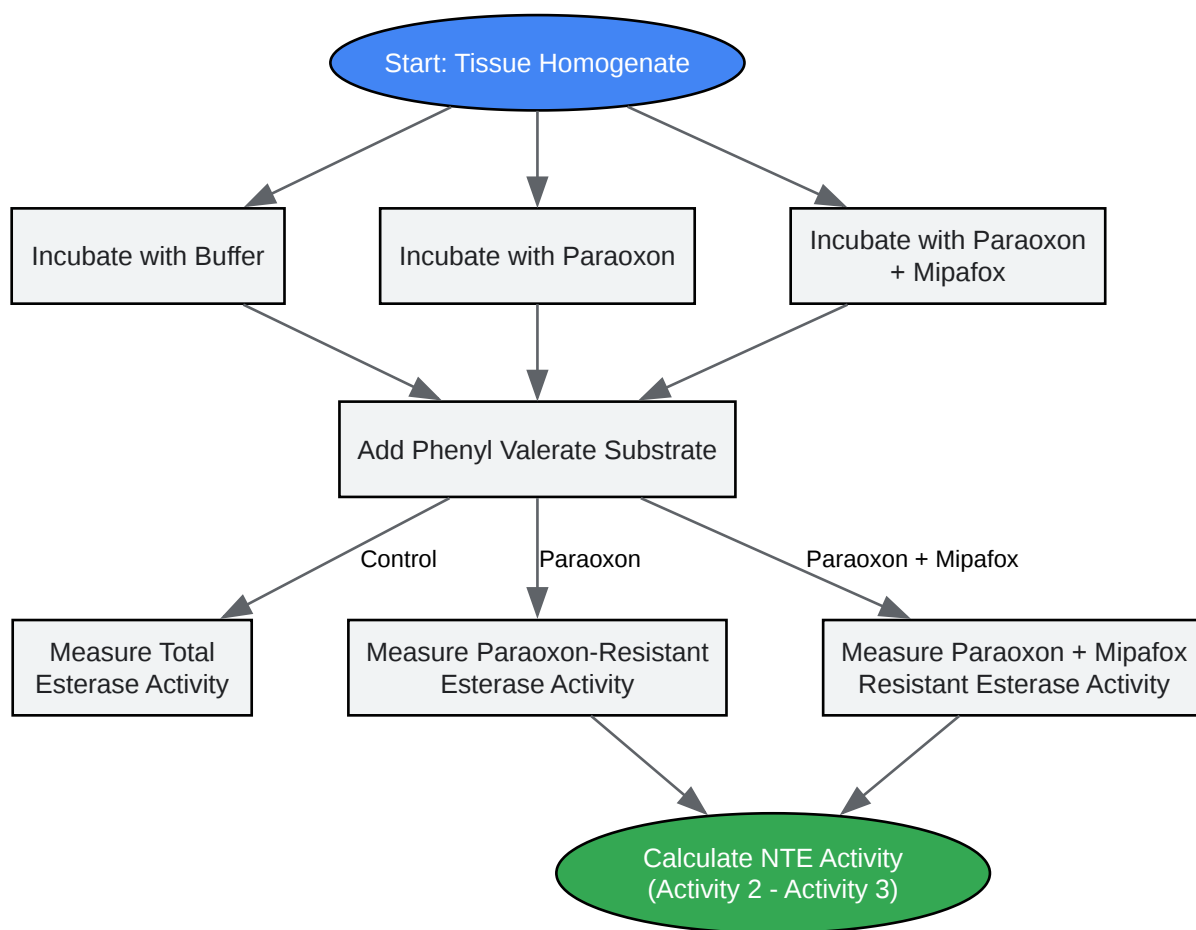 Start: Tissue Homogenate
Incubate with Buffer
Incubate with Paraoxon
Incubate with Paraoxon
+ Mipafox
Add Phenyl Valerate Substrate
Control
Paraoxon
Paraoxon + Mipafox
Measure Total
Esterase Activity
Measure Paraoxon-Resistant
Esterase Activity
Measure Paraoxon + Mipafox
Resistant Esterase Activity
Calculate NTE Activity
(Activity 2 - Activity 3)